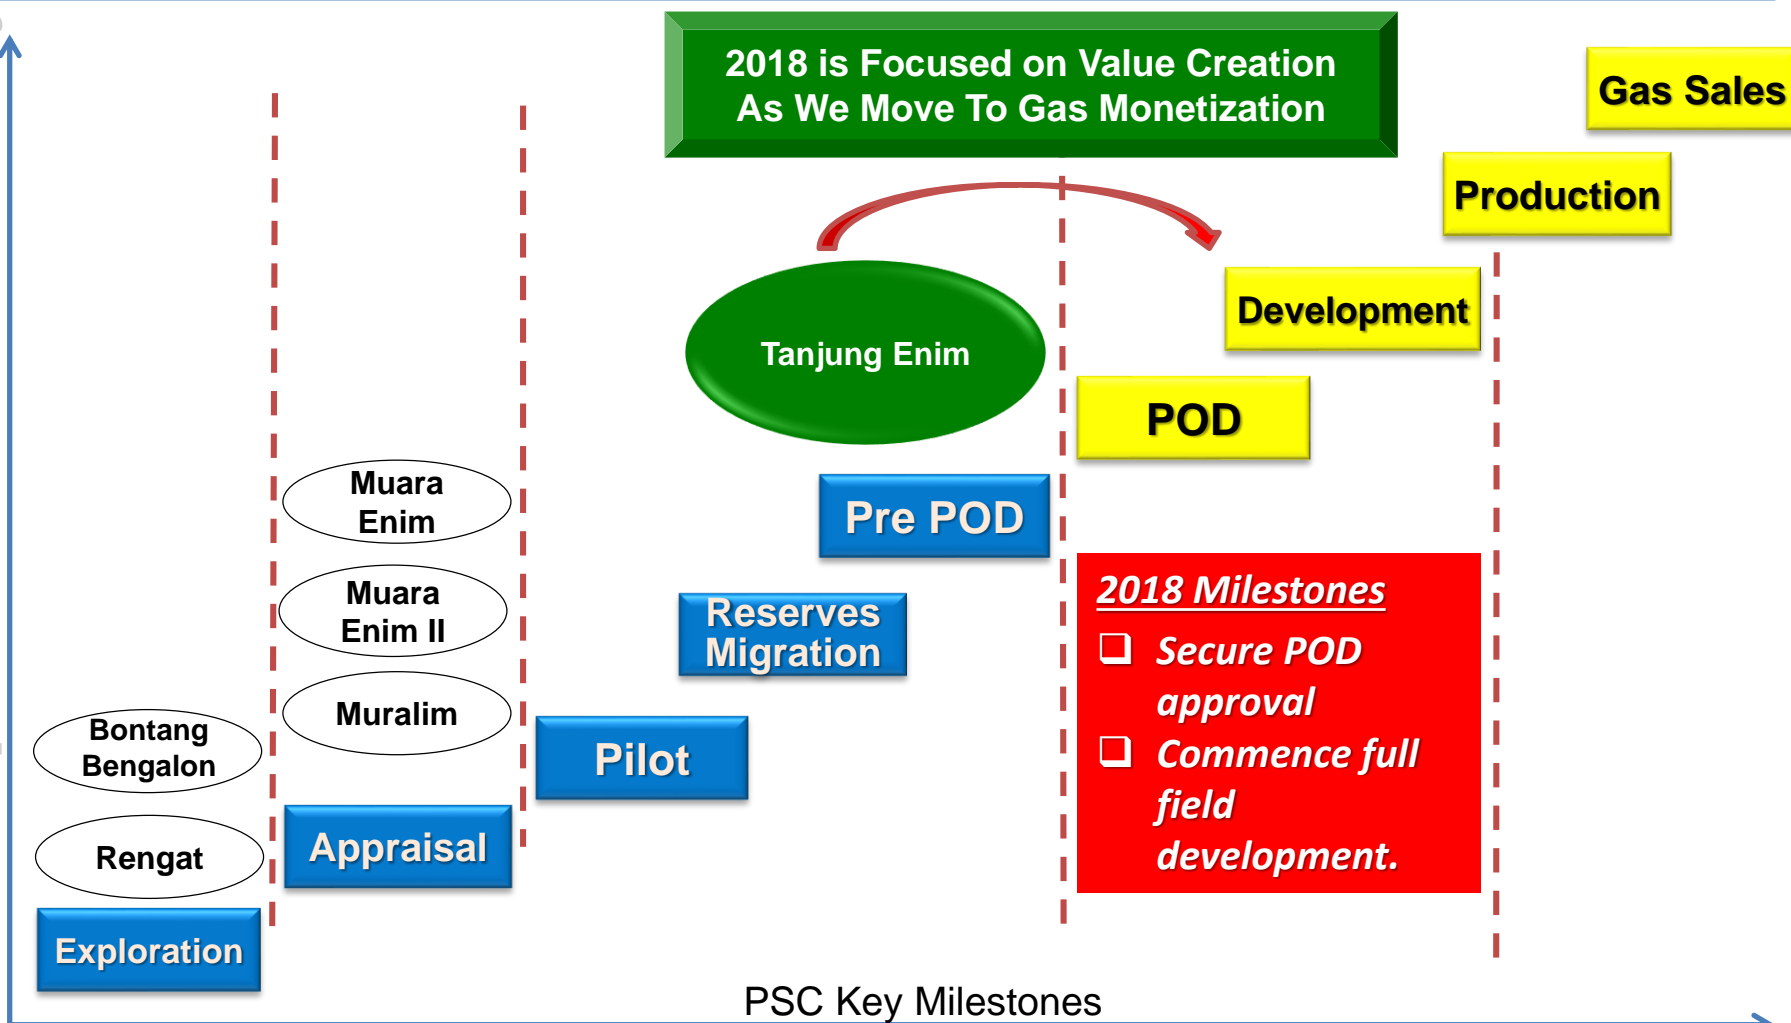 2018 is Focused on Value Creation
As We Move To Gas Monetization
Gas Sales
Production
Development
Tanjung Enim
POD
Muara
Enim
Pre POD
Muara
Enim II
Reserves
Migration
2018 Milestones
❑ Secure POD
approval
❑ Commence full
field
development.
Muralim
Bontang
Bengalon
Pilot
Rengat
Appraisal
Exploration
PSC Key Milestones